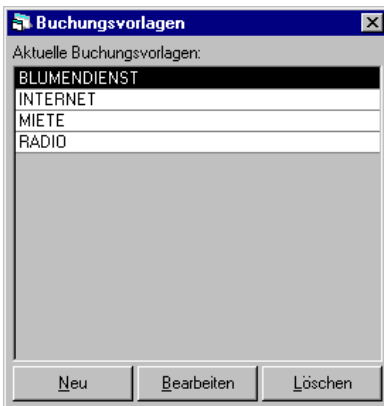 Buchungsvorlagen
Aktuelle Buchungsvorlagen:
BLUMENDIENST
INTERNET
MIETE
RADIO
Neu Bearbeiten Löschen